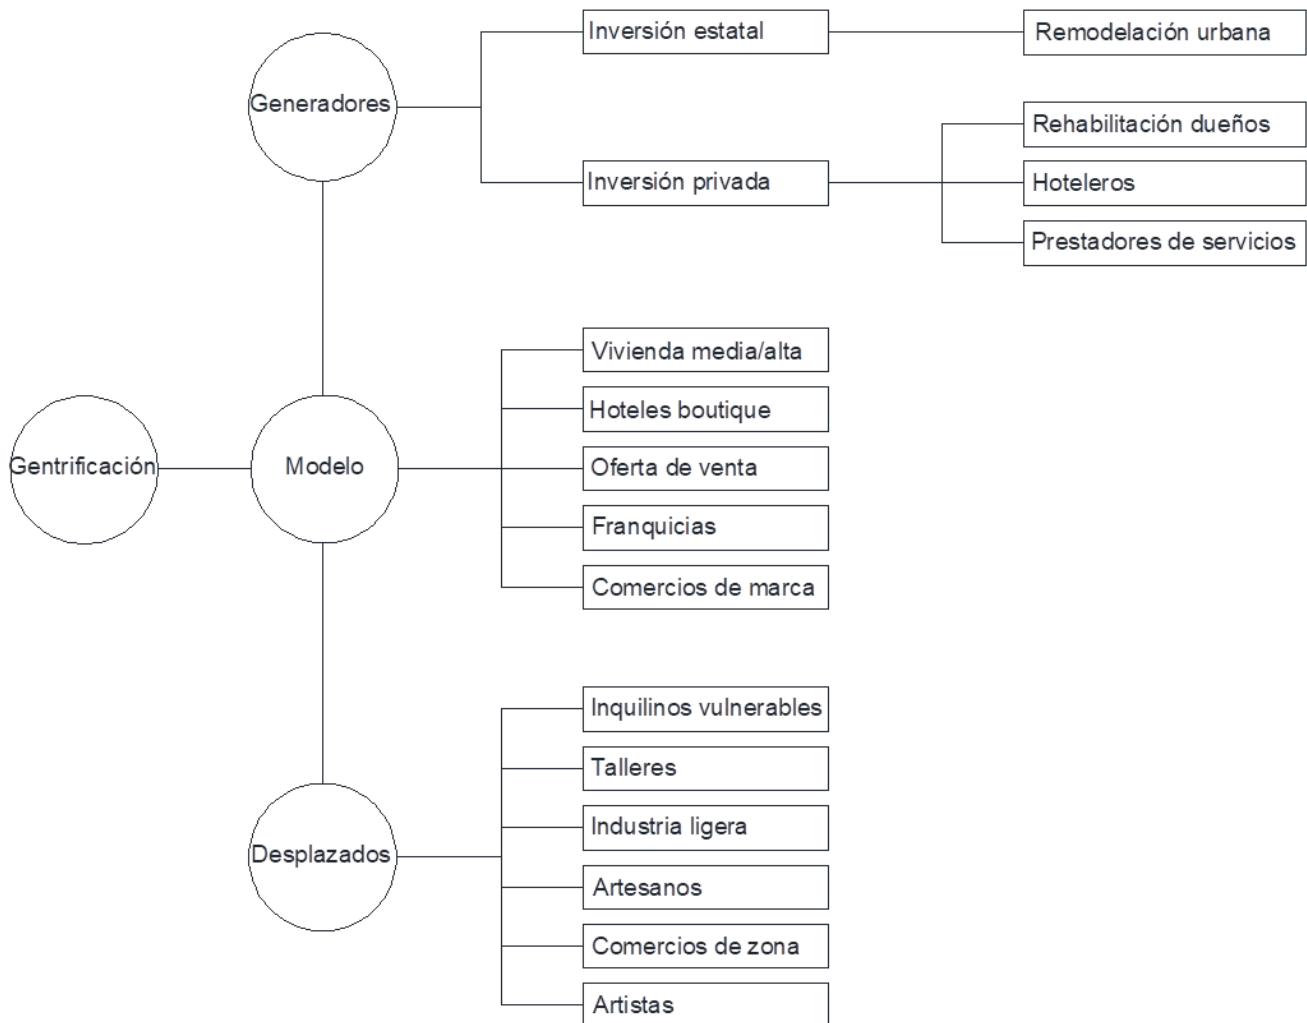 Inversión estatal
Remodelación urbana
Generadores
Rehabilitación dueños
Inversión privada
Hoteleros
Prestadores de servicios
Vivienda media/alta
Hoteles boutique
Gentrificación
Modelo
Oferta de venta
Franquicias
Comercios de marca
Inquilinos vulnerables
Talleres
Industria ligera
Desplazados
Artesanos
Comercios de zona
Artistas